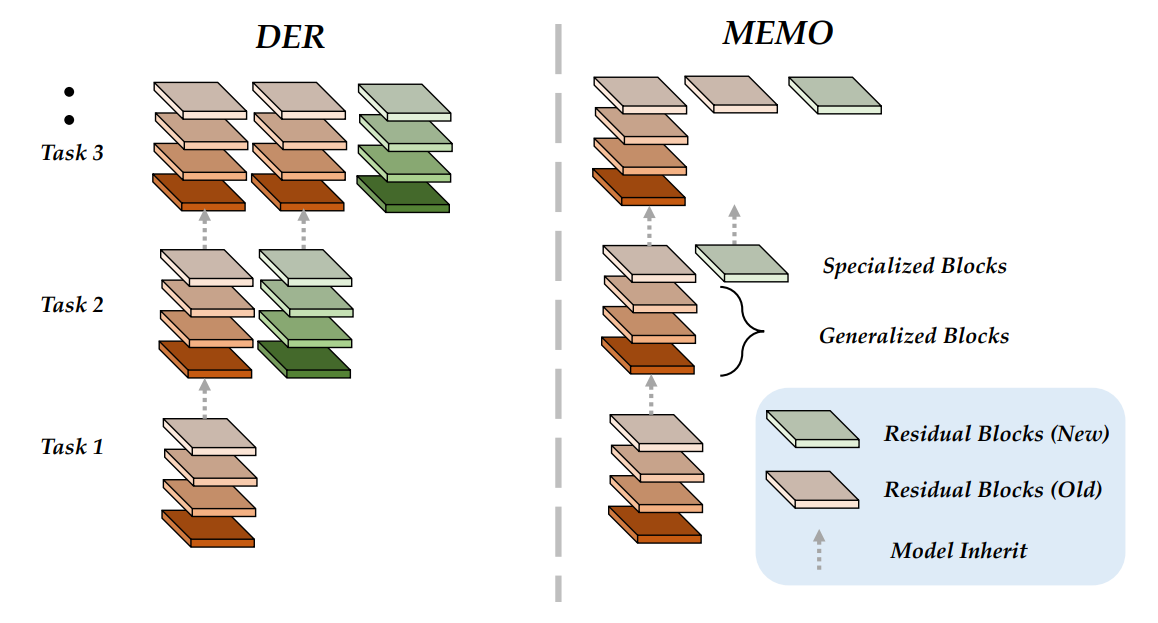 DER
MEMO
Task 3
Task 2
Specialized Blocks
Generalized Blocks
Task 1
Residual Blocks (New)
Residual Blocks (Old)
Model Inherit